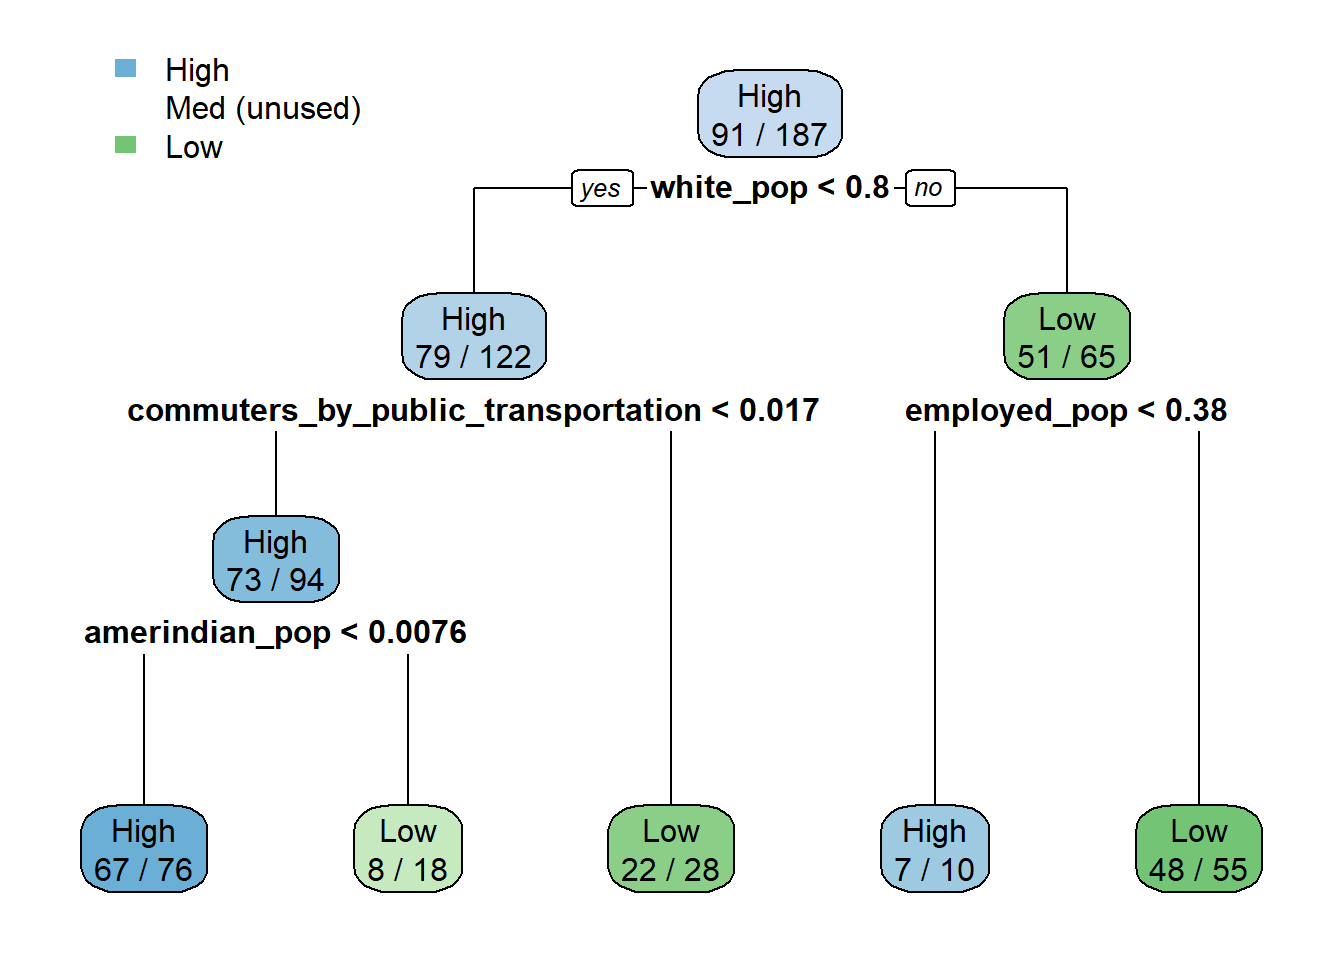 High
Med (unused)
Low
High
91 / 187
yes white_pop < 0.8 no
High
79 / 122
Low
51 / 65
commuters_by_public_transportation < 0.017
employed_pop < 0.38
High
73 / 94
amerindian_pop < 0.0076
High
67 / 76
Low
8 / 18
Low
22 / 28
High
7 / 10
Low
48 / 55